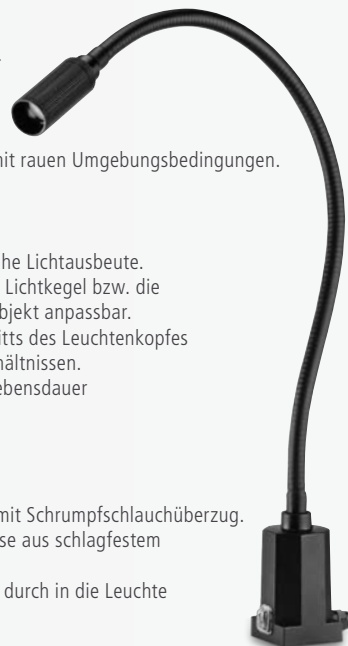 mit rauen Umgebungsbedingungen.
he Lichtausbeute.
Lichtkegel bzw. die
bjekt anpassbar.
itts des Leuchtenkopfes
hältnissen.
ebensdauer
mit Schrumpfschlauchüberzug.
se aus schlagfestem
durch in die Leuchte